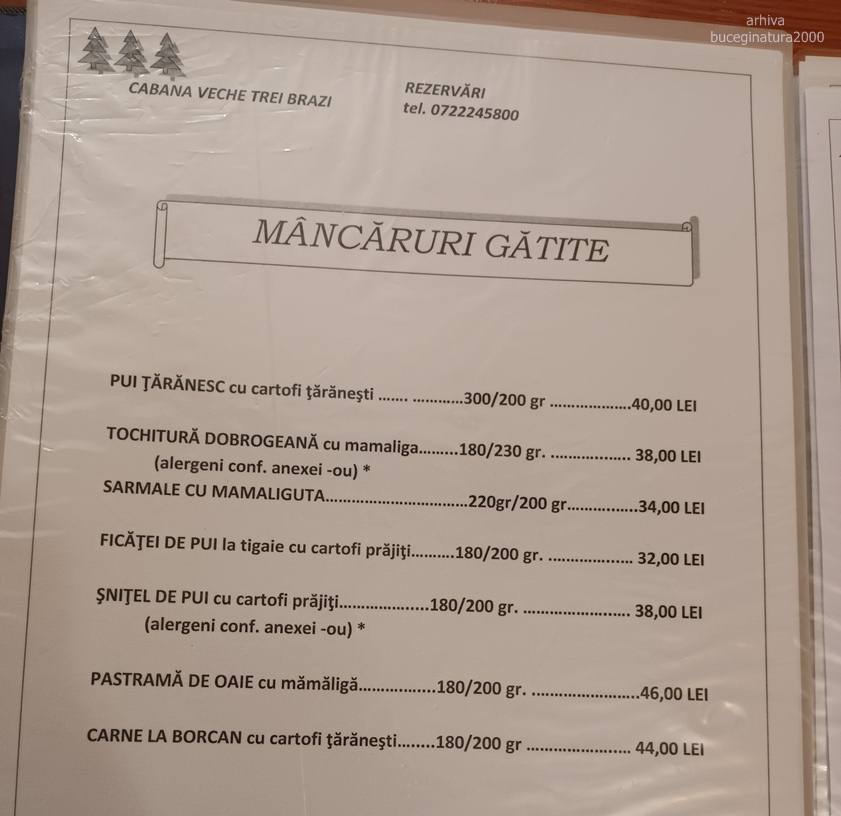 arhiva
buceginatura2000
CABANA VECHE TREI BRAZI
REZERVĂRI
tel. 0722245800
MÂNCĂRURI GĂTITE
PUI ŢĂRĂNESC cu cartofi ţărăneşti ....... ............300/200 gr ...................40,00 LEI
TOCHITURĂ DOBROGEANĂ cu mamaliga.........180/230 gr. .................. 38,00 LEI
(alergeni conf. anexei -ou) *
SARMALE CU MAMALIGUTA................................220gr/200 gr................34,00 LEI
FICĂŢEI DE PUI la tigaie cu cartofi prăjiţi..........180/200 gr. ................... 32,00 LEI
ŞNIŢEL DE PUI cu cartofi prăjiţi....................180/200 gr. ........................ 38,00 LEI
(alergeni conf. anexei -ou) *
PASTRAMĂ DE OAIE cu mămăligă.................180/200 gr. ........................46,00 LEI
CARNE LA BORCAN cu cartofi ţărăneşti........180/200 gr ....................... 44,00 LEI